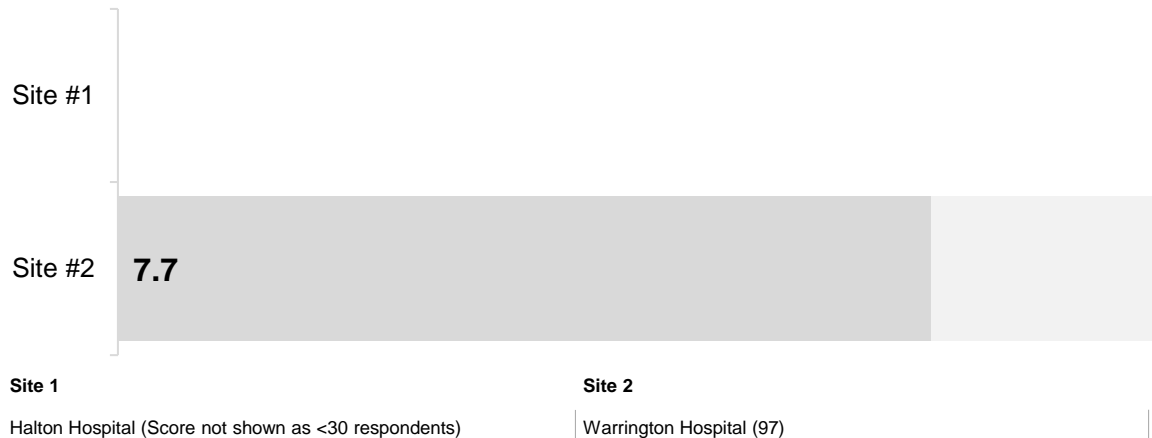 Site #1
Site #2
7.7
Site 1
Site 2
Halton Hospital (Score not shown as <30 respondents)
Warrington Hospital (97)